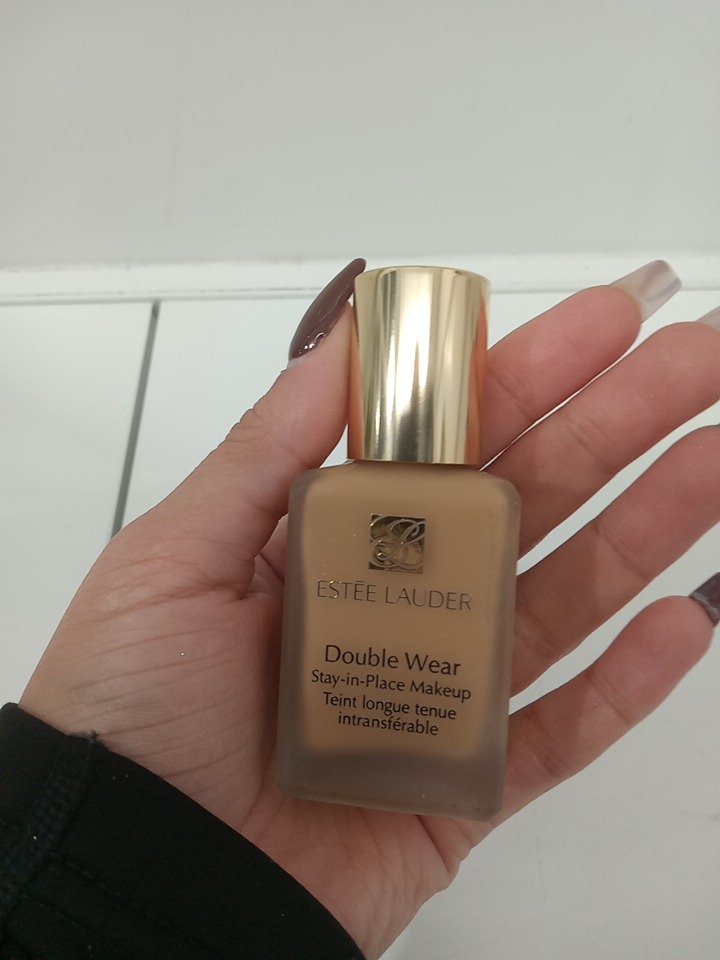 ESTĒE LAUDER
Double Wear
Stay-in-Place Makeup
Teint longue tenue
intransférable